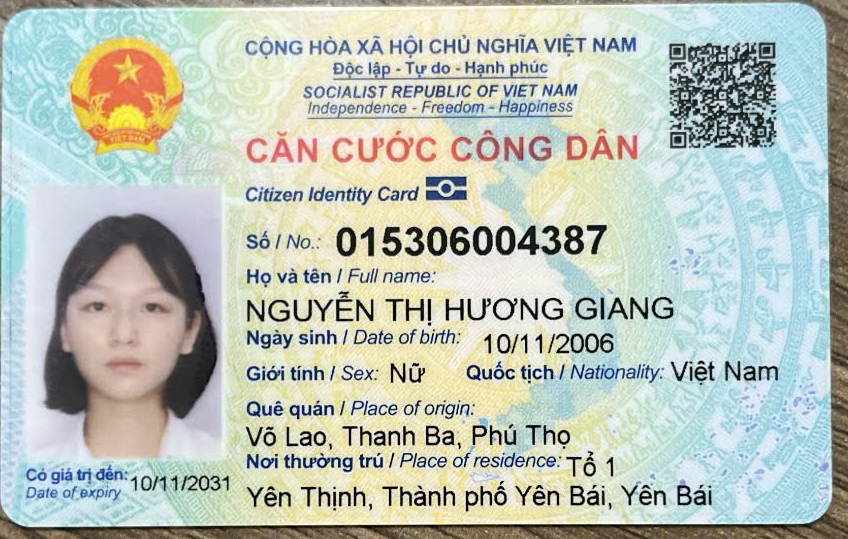 CỘNG HÒA XÃ HỘI CHỦ NGHĨA VIỆT NAM
Độc lập - Tự do - Hạnh phúc
SOCIALIST REPUBLIC OF VIET NAM
Independence - Freedom - Happiness
CĂN CƯỚC CÔNG DÂN
Citizen Identity Card
Số / No.: 015306004387
Họ và tên / Full name:
NGUYỄN THỊ HƯƠNG GIANG
Ngày sinh / Date of birth: 10/11/2006
Giới tính / Sex: Nữ Quốc tịch / Nationality: Việt Nam
Quê quán / Place of origin:
Võ Lao, Thanh Ba, Phú Thọ
Nơi thường trú / Place of residence: Tổ 1
Yên Thịnh, Thành phố Yên Bái, Yên Bái
Có giá trị đến: 10/11/2031
Date of expiry
VIỆT NAM